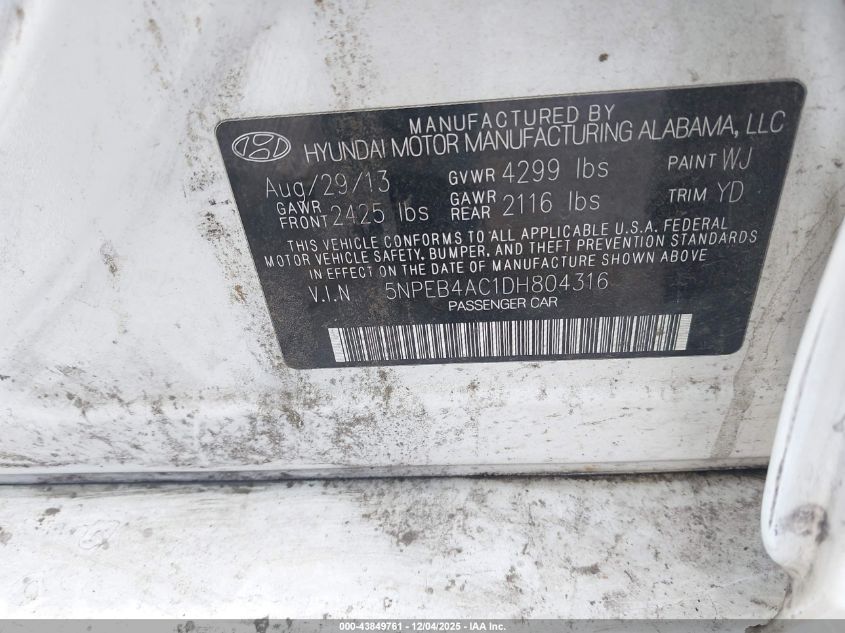 MANUFACTURED BY
HYUNDAI MOTOR MANUFACTURING ALABAMA, LLC
Aug/29/13 GVWR 4299 lbs PAINT WJ
GAWR FRONT 2425 lbs GAWR REAR 2116 lbs TRIM YD
THIS VEHICLE CONFORMS TO ALL APPLICABLE U.S.A. FEDERAL
MOTOR VEHICLE SAFETY, BUMPER, AND THEFT PREVENTION STANDARDS
IN EFFECT ON THE DATE OF MANUFACTURE SHOWN ABOVE
V.I.N 5NPEB4AC1DH804316
PASSENGER CAR
000-43849761 - 12/04/2025 - IAA Inc.